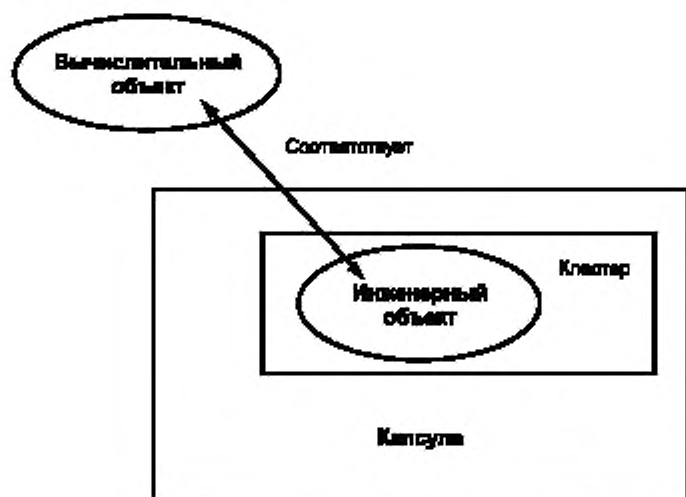 Вычислительный
объект
Соответствует
Кластер
Инженерный
объект
Капсула